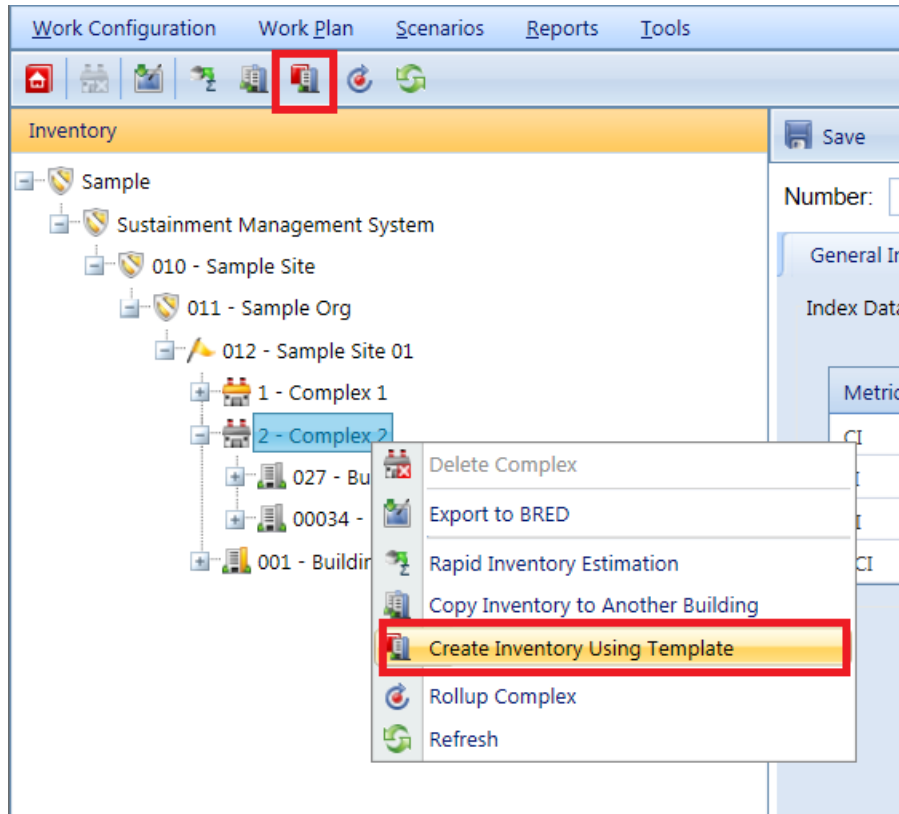 Work Configuration Work Plan Scenarios Reports Tools
Inventory
Save
Sample
Number:
Sustainment Management System
010 - Sample Site
General
011 - Sample Org
Index Data
012 - Sample Site 01
1 - Complex 1
Metric
2 - Complex 2
CI
Delete Complex
027 - Bu
Export to BRED
00034 -
001 - Buildin
Rapid Inventory Estimation
CI
Copy Inventory to Another Building
Create Inventory Using Template
Rollup Complex
Refresh